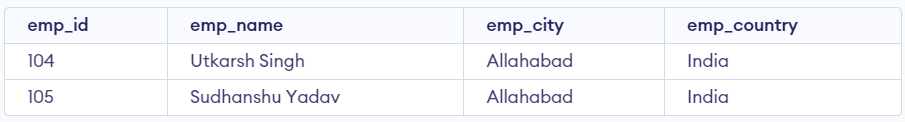 emp_id emp_name emp_city emp_country
104 Utkarsh Singh Allahabad India
105 Sudhanshu Yadav Allahabad India